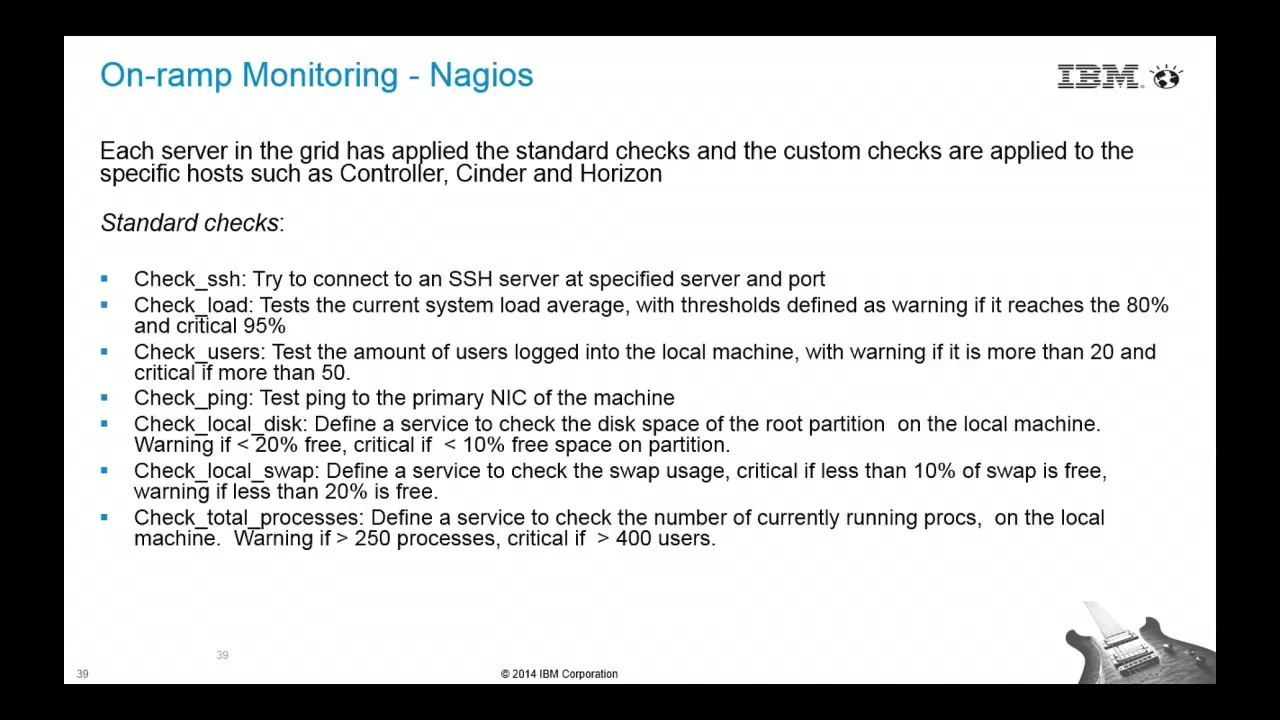 On-ramp Monitoring - Nagios
IBM
Each server in the grid has applied the standard checks and the custom checks are applied to the
specific hosts such as Controller, Cinder and Horizon
Standard checks:
Check_ssh: Try to connect to an SSH server at specified server and port
Check_load: Tests the current system load average, with thresholds defined as warning if it reaches the 80%
and critical 95%
Check_users: Test the amount of users logged into the local machine, with warning if it is more than 20 and
critical if more than 50.
Check_ping: Test ping to the primary NIC of the machine
Check_local_disk: Define a service to check the disk space of the root partition  on the local machine.
Warning if < 20% free, critical if  < 10% free space on partition.
Check_local_swap: Define a service to check the swap usage, critical if less than 10% of swap is free,
warning if less than 20% is free.
Check_total_processes: Define a service to check the number of currently running procs,  on the local
machine.  Warning if > 250 processes, critical if  > 400 users.
39
39
© 2014 IBM Corporation